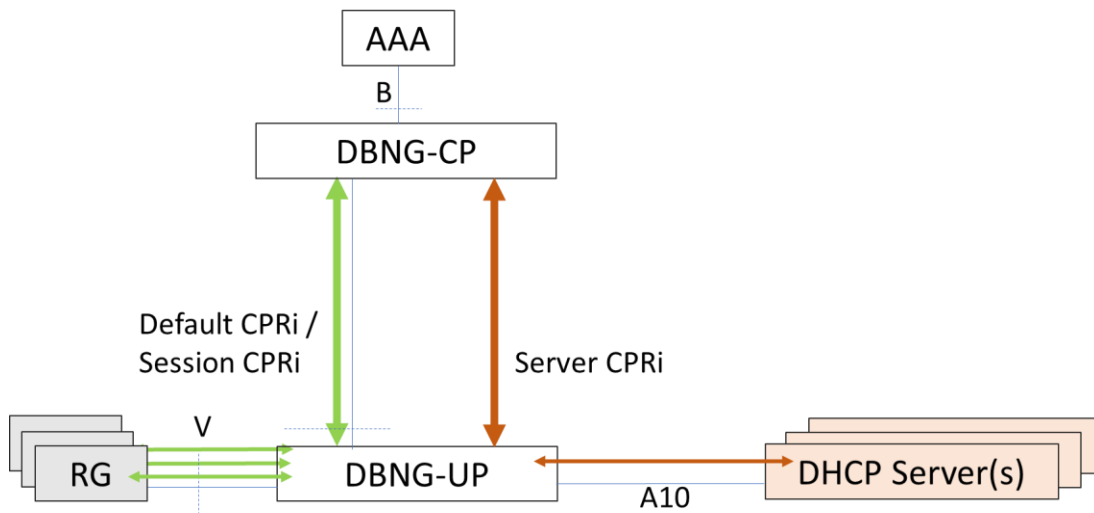 AAA
B
DBNG-CP
Default CPRi /
Session CPRi
Server CPRi
V
RG
DBNG-UP
DHCP Server(s)
A10